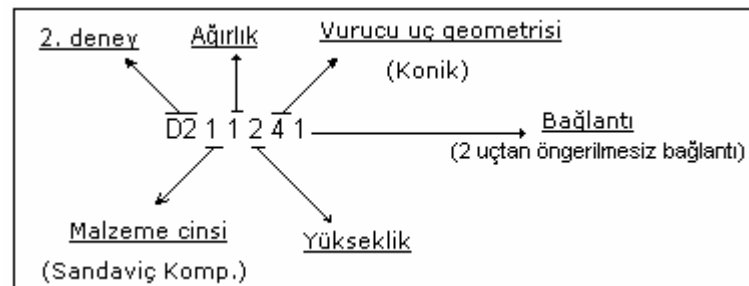 2. deney
Ağırlık
Vurucu uç geometrisi
(Konik)
D2 1 1 2 4 1
Bağlantı
(2 uçtan öngerilmesiz bağlantı)
Malzeme cinsi
(Sandaviç Komp.)
Yükseklik